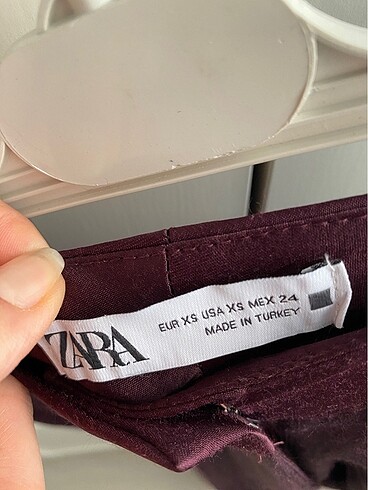 ZARA
EUR XS USA XS MEX 24
MADE IN TURKEY